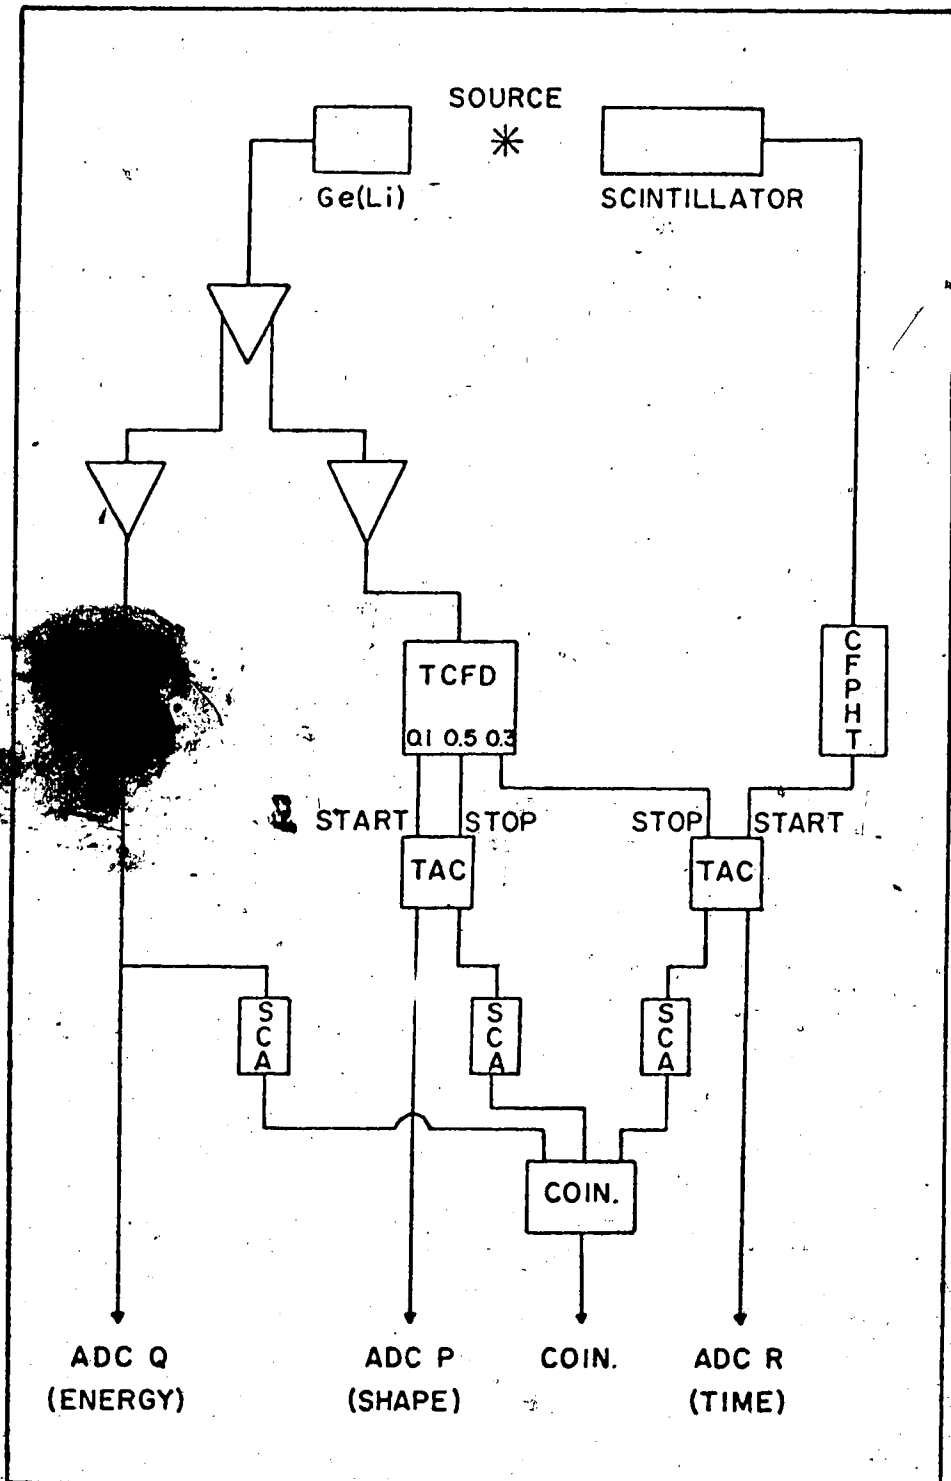 SOURCE
Ge(Li)
SCINTILLATOR
TCFD
0.1 0.5 0.3
CFPHT
START
STOP
STOP
START
TAC
TAC
SCA
SCA
SCA
COIN.
ADC Q
(ENERGY)
ADC P
(SHAPE)
COIN.
ADC R
(TIME)